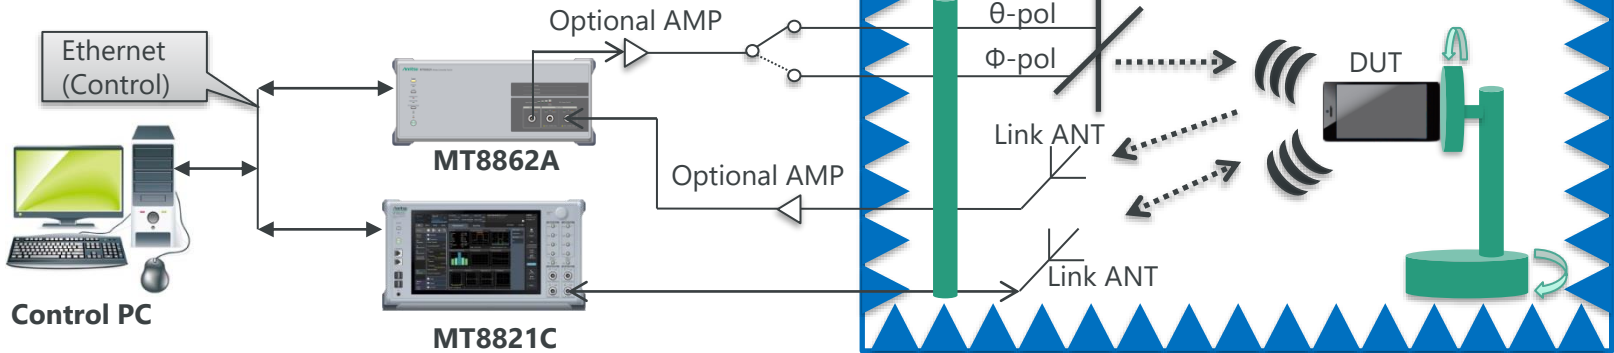 Optional AMP
θ-pol
Ethernet
(Control)
Φ-pol
DUT
Link ANT
MT8862A
Optional AMP
Link ANT
Control PC
MT8821C